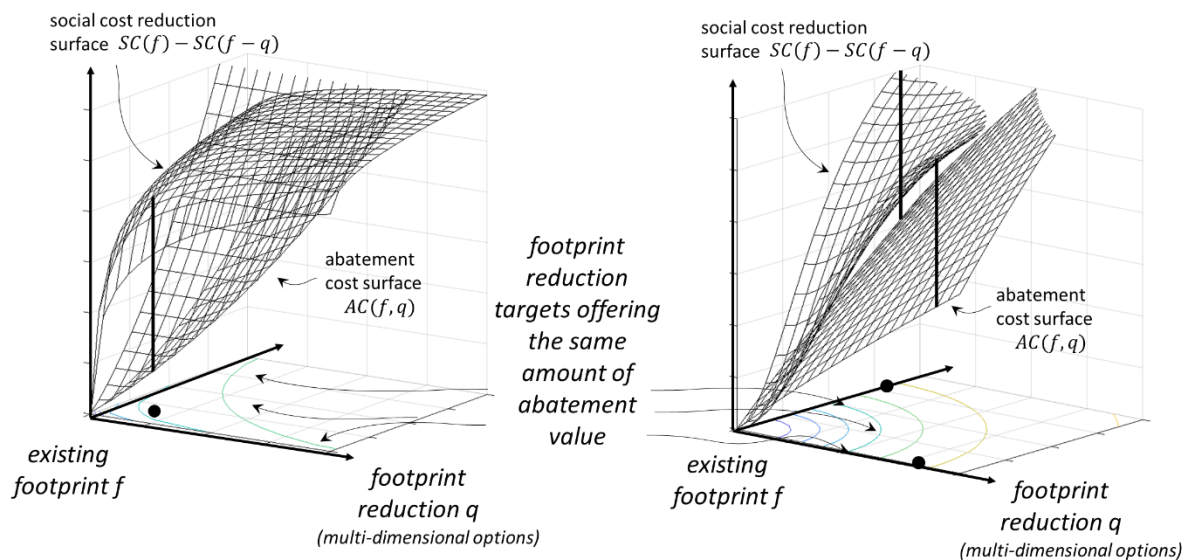 social cost reduction
surface SC(f) − SC(f − q)
abatement
cost surface
AC(f, q)
existing
footprint f
footprint
reduction q
(multi-dimensional options)
footprint
reduction
targets offering
the same
amount of
abatement
value
social cost reduction
surface SC(f) − SC(f − q)
abatement
cost surface
AC(f, q)
existing
footprint f
footprint
reduction q
(multi-dimensional options)